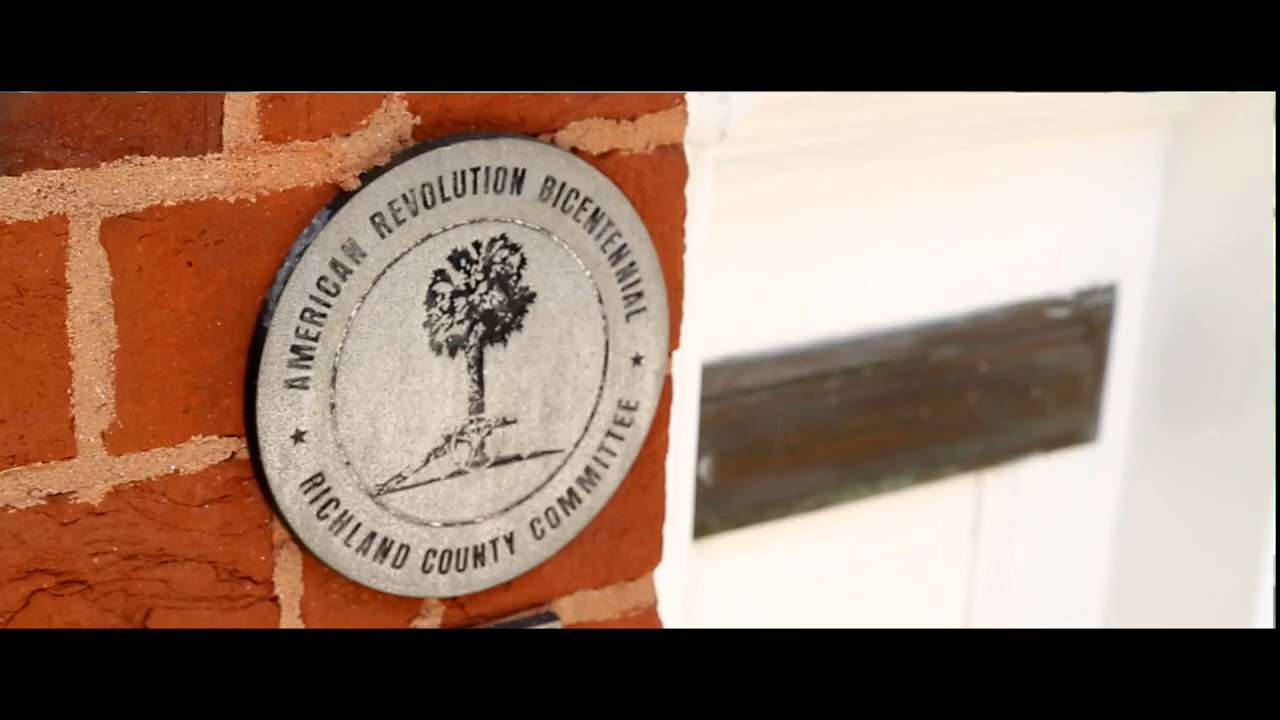 AMERICAN REVOLUTION BICENTENNIAL
RICHLAND COUNTY COMMITTEE